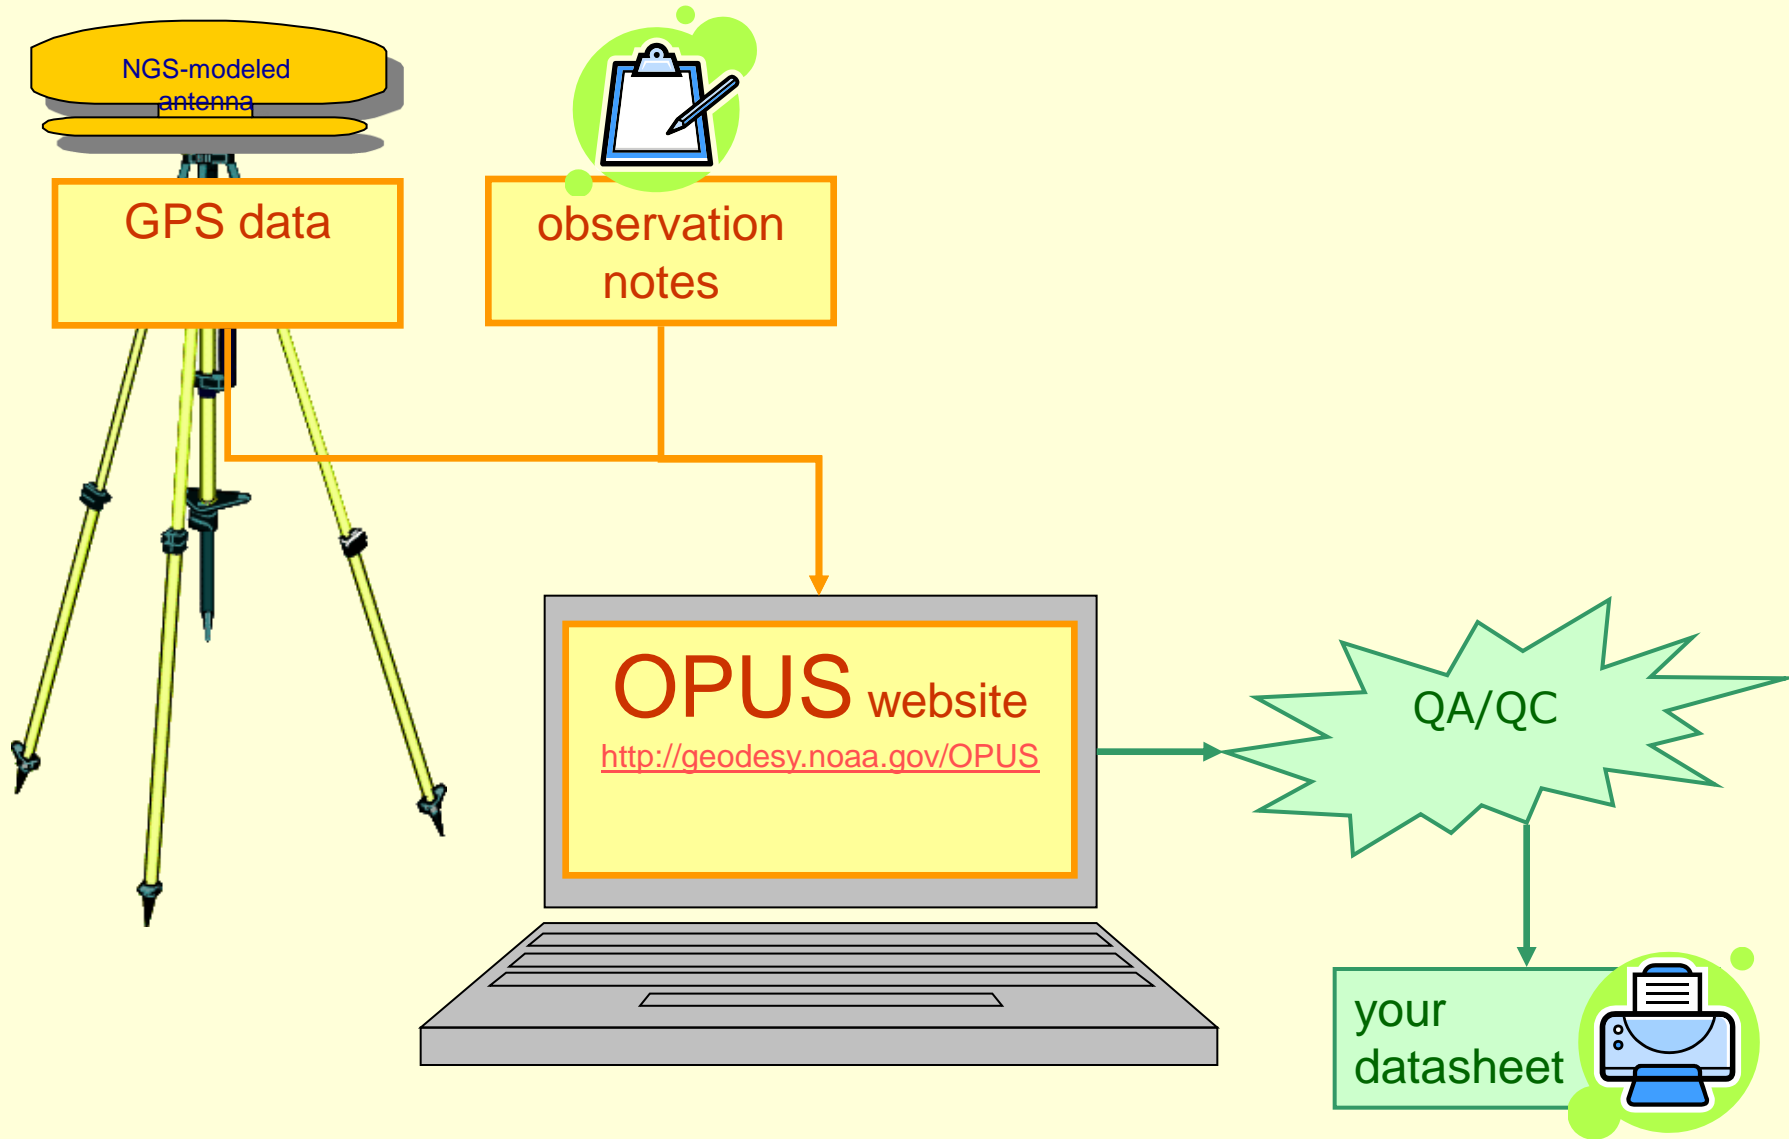 NGS-modeled
antenna
GPS data
observation
notes
OPUS website
http://geodesy.noaa.gov/OPUS
QA/QC
your
datasheet